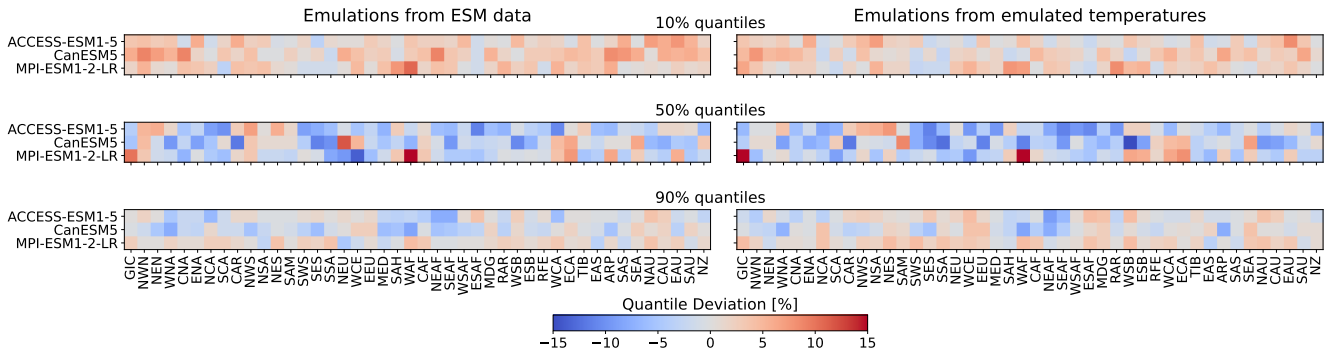 Emulations from ESM data
Emulations from emulated temperatures
10% quantiles
ACCESS-ESM1-5
CanESM5
MPI-ESM1-2-LR
50% quantiles
ACCESS-ESM1-5
CanESM5
MPI-ESM1-2-LR
90% quantiles
ACCESS-ESM1-5
CanESM5
MPI-ESM1-2-LR
GIC NWN NEN WNA CNA ENA NCA SCA CAR NWS NSA NES SAM SWS SES SSA NEU WCE EEU MED SAH WAF CAF NEAF SEAF WSAF ESAF MDG RAR WSB ESB RFE WCA ECA TIB EAS ARP SAS SEA NAU CAU EAU SAU NZ
GIC NWN NEN WNA CNA ENA NCA SCA CAR NWS NSA NES SAM SWS SES SSA NEU WCE EEU MED SAH WAF CAF NEAF SEAF WSAF ESAF MDG RAR WSB ESB RFE WCA ECA TIB EAS ARP SAS SEA NAU CAU EAU SAU NZ
Quantile Deviation [%]
−15 −10 −5 0 5 10 15